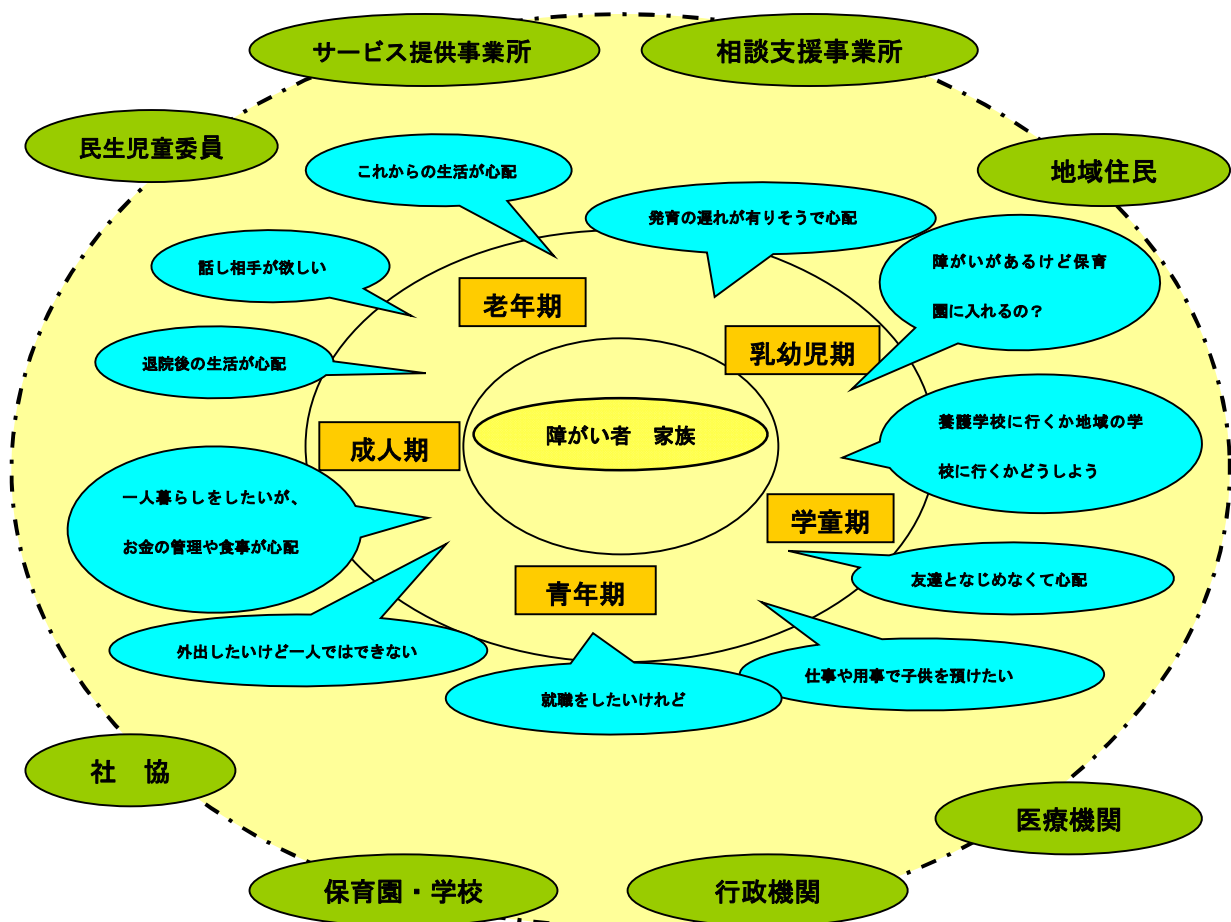 サービス提供事業所
相談支援事業所
民生児童委員
地域住民
これからの生活が心配
発育の遅れが有りそうで心配
話し相手が欲しい
障がいがあるけど保育
園に入れるの？
老年期
乳幼児期
退院後の生活が心配
養護学校に行くか地域の学
校に行くかどうしよう
障がい者　家族
成人期
一人暮らしをしたいが、
お金の管理や食事が心配
学童期
友達となじめなくて心配
青年期
外出したいけど一人ではできない
仕事や用事で子供を預けたい
就職をしたいけれど
社　協
医療機関
保育園・学校
行政機関